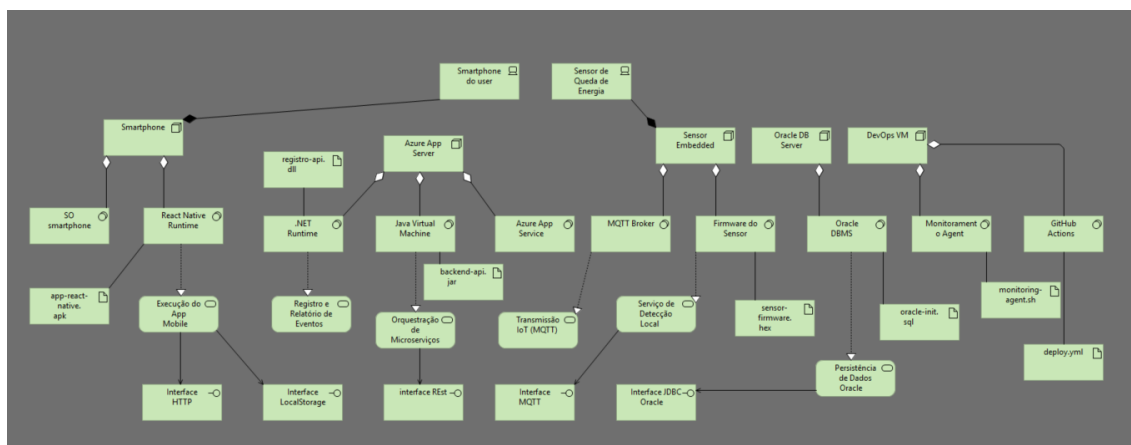 Smartphone
do user
Sensor de
Queda de
Energia
Smartphone
Azure App
Server
Sensor
Embedded
Oracle DB
Server
DevOps VM
registro-api.
dll
SO
smartphone
React Native
Runtime
.NET
Runtime
Java Virtual
Machine
Azure App
Service
MQTT Broker
Firmware do
Sensor
Oracle
DBMS
Monitorament
o Agent
GitHub
Actions
backend-api.
jar
app-react-
native.
apk
Execução do
App
Mobile
Registro e
Relatório de
Eventos
Orquestração
de
Microserviços
Transmissão
IoT (MQTT)
Serviço de
Detecção
Local
sensor-
firmware.
hex
oracle-init.
sql
monitoring-
agent.sh
deploy.yml
Persistência
de Dados
Oracle
Interface
HTTP
Interface
LocalStorage
interface REst
Interface
MQTT
Interface JDBC
Oracle